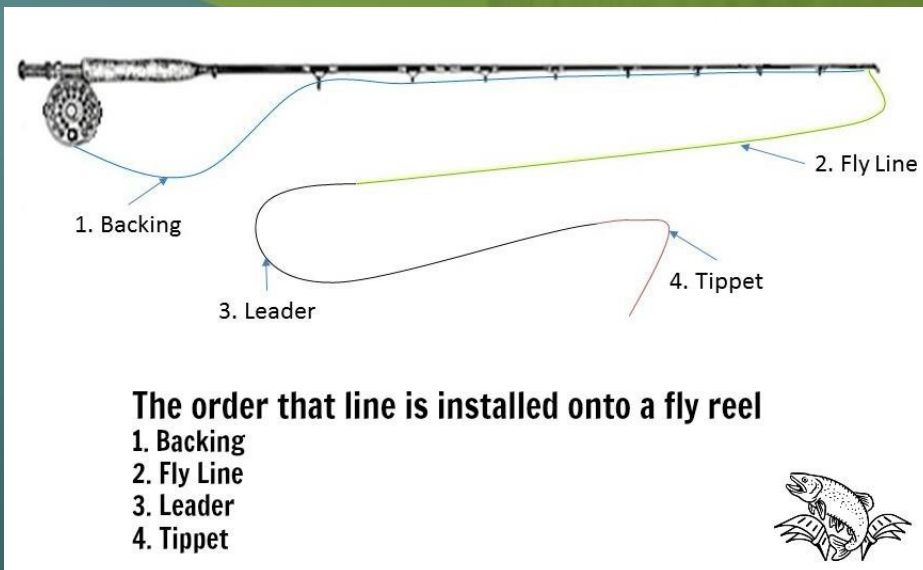 2. Fly Line
1. Backing
4. Tippet
3. Leader
The order that line is installed onto a fly reel
1. Backing
2. Fly Line
3. Leader
4. Tippet